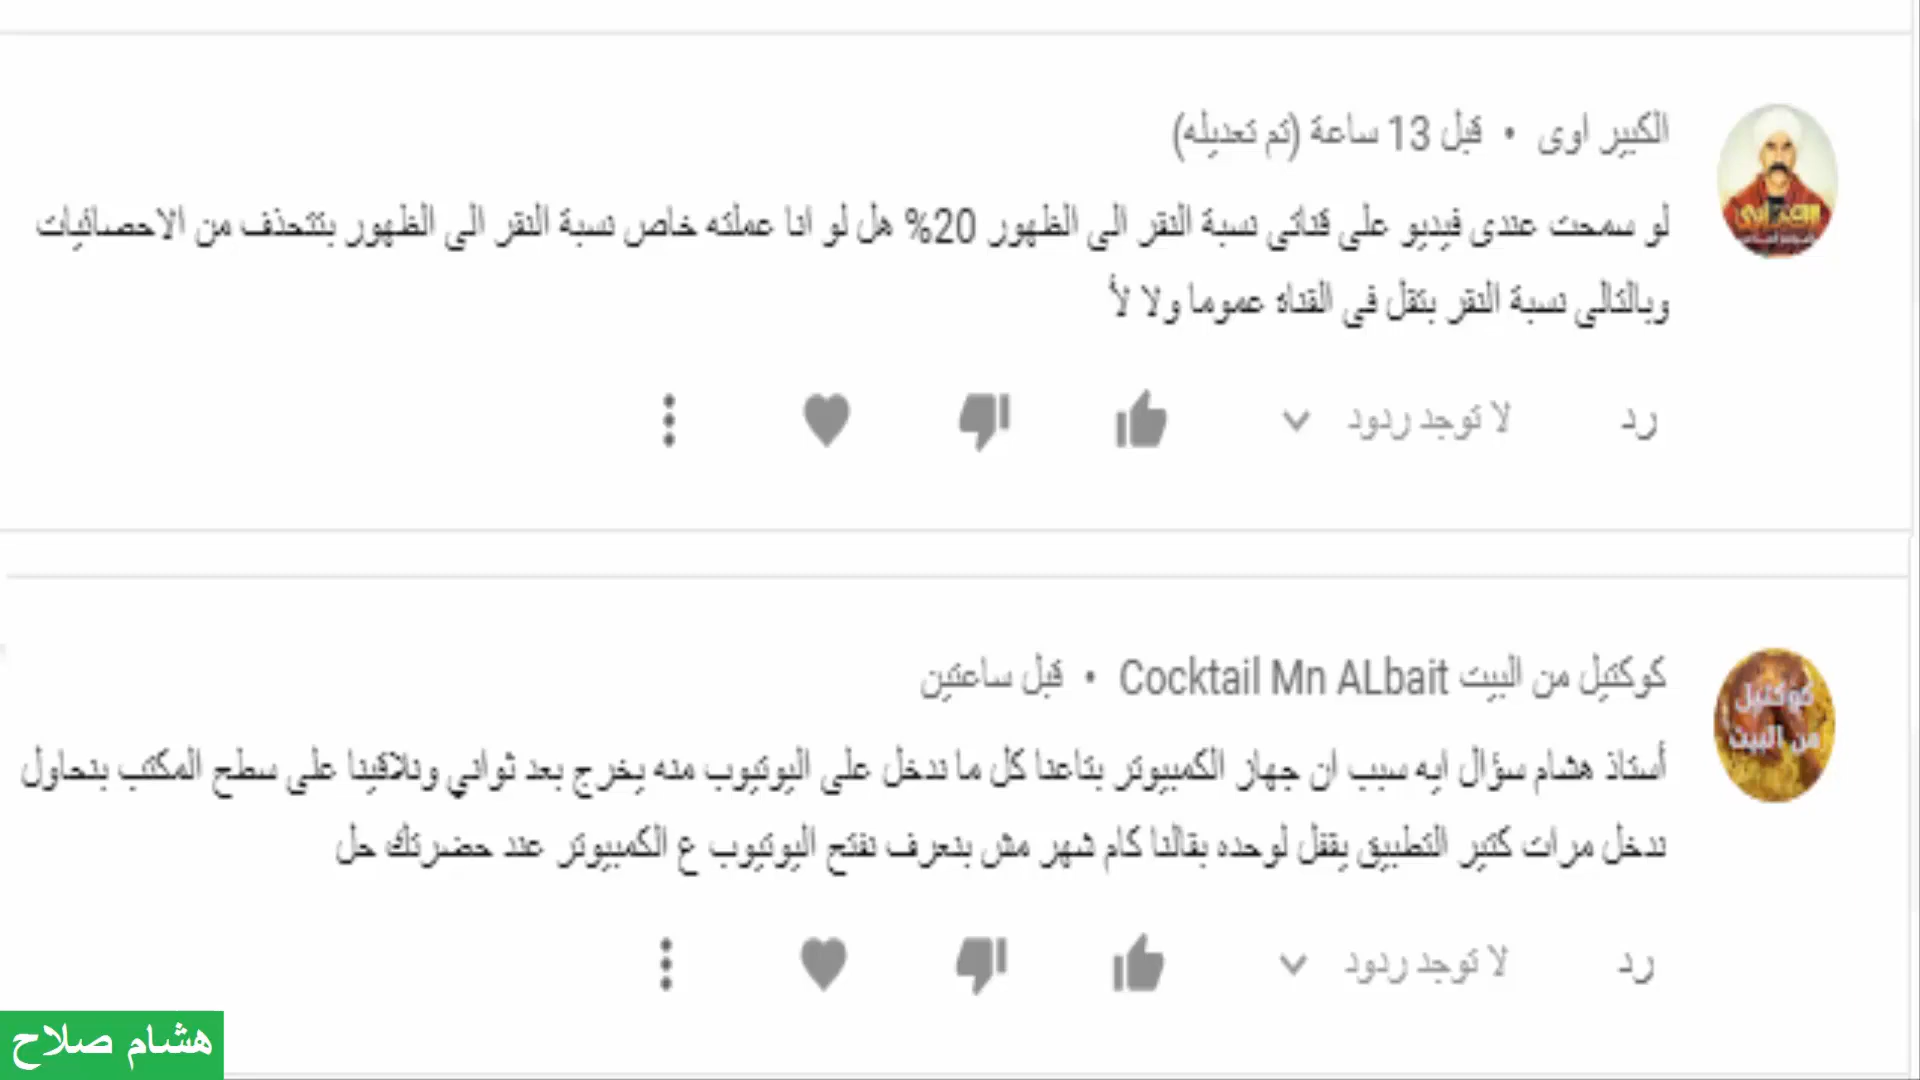 الكبير اوى • قبل 13 ساعة (تم تعديله)
لو سمحت عندى فيديو على قناتى نسبة النقر الى الظهور 20% هل لو انا عملته خاص نسبة النقر الى الظهور بتتحذف من الاحصائيات
وبالتالى نسبة النقر بتقل فى القناة عموما ولا لأ
رد لا توجد ردود
كوكتيل من البيت Cocktail Mn ALbait • قبل ساعتين
كوكتيل
من البيت
أستاذ هشام سؤال ايه سبب ان جهاز الكمبيوتر بتاعنا كل ما ندخل على اليوتيوب منه يخرج بعد ثواني ونلاقينا على سطح المكتب بنحاول
ندخل مرات كتير التطبيق يقفل لوحده بقالنا كام شهر مش بنعرف نفتح اليوتيوب ع الكمبيوتر عند حضرتك حل
رد لا توجد ردود
هشام صلاح